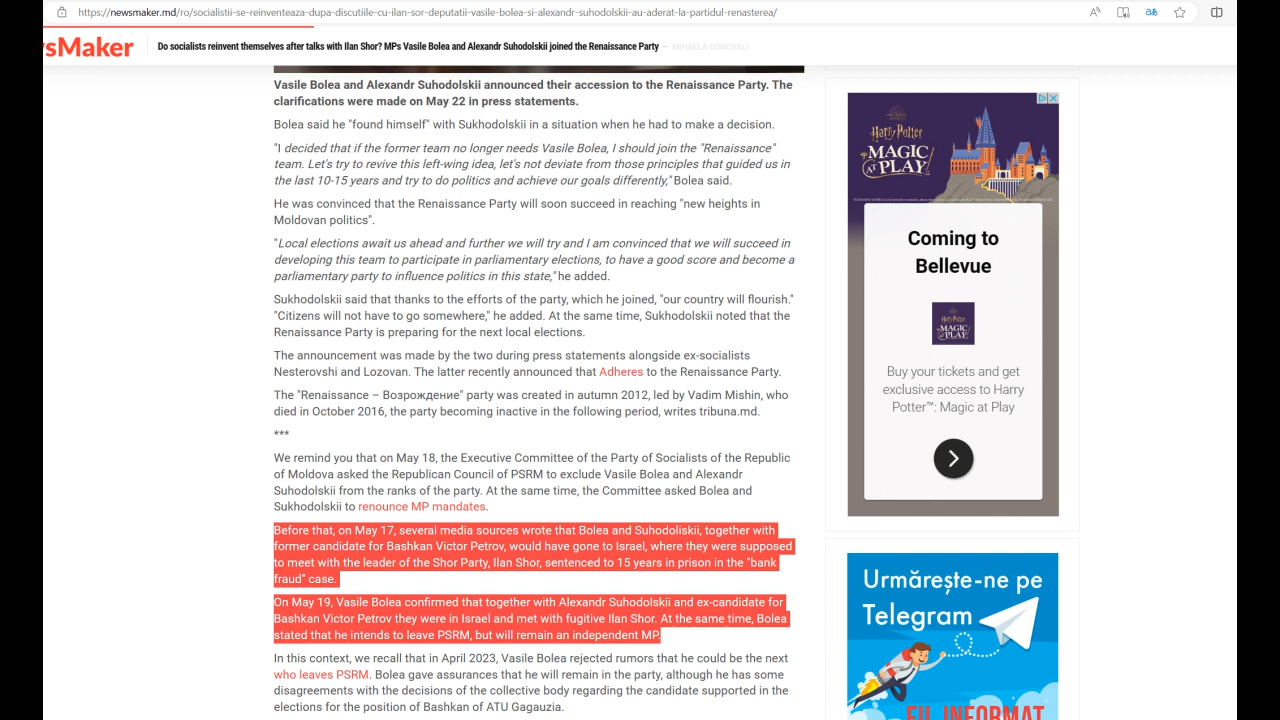 https://newsmaker.md/ro/socialistii-se-reinventeaza-dupa-discutiile-cu-ilan-sor-deputatii-vasile-bolea-si-alexandr-suhodolskii-au-aderat-la-partidul-renasterea/
sMaker
Do socialists reinvent themselves after talks with Ilan Shor? MPs Vasile Bolea and Alexandr Suhodolskii joined the Renaissance Party — MIHAELA CONOVALI
Vasile Bolea and Alexandr Suhodolskii announced their accession to the Renaissance Party. The
clarifications were made on May 22 in press statements.
Bolea said he "found himself" with Sukhodolskii in a situation when he had to make a decision.
"I decided that if the former team no longer needs Vasile Bolea, I should join the "Renaissance"
team. Let's try to revive this left-wing idea, let's not deviate from those principles that guided us in
the last 10-15 years and try to do politics and achieve our goals differently," Bolea said.
He was convinced that the Renaissance Party will soon succeed in reaching "new heights in
Moldovan politics".
"Local elections await us ahead and further we will try and I am convinced that we will succeed in
developing this team to participate in parliamentary elections, to have a good score and become a
parliamentary party to influence politics in this state," he added.
Sukhodolskii said that thanks to the efforts of the party, which he joined, "our country will flourish."
"Citizens will not have to go somewhere," he added. At the same time, Sukhodolskii noted that the
Renaissance Party is preparing for the next local elections.
The announcement was made by the two during press statements alongside ex-socialists
Nesterovshi and Lozovan. The latter recently announced that Adheres to the Renaissance Party.
The "Renaissance – Возрождение" party was created in autumn 2012, led by Vadim Mishin, who
died in October 2016, the party becoming inactive in the following period, writes tribuna.md.
***
We remind you that on May 18, the Executive Committee of the Party of Socialists of the Republic
of Moldova asked the Republican Council of PSRM to exclude Vasile Bolea and Alexandr
Suhodolskii from the ranks of the party. At the same time, the Committee asked Bolea and
Sukhodolskii to renounce MP mandates.
Before that, on May 17, several media sources wrote that Bolea and Suhodoliskii, together with
former candidate for Bashkan Victor Petrov, would have gone to Israel, where they were supposed
to meet with the leader of the Shor Party, Ilan Shor, sentenced to 15 years in prison in the "bank
fraud" case.
On May 19, Vasile Bolea confirmed that together with Alexandr Suhodolskii and ex-candidate for
Bashkan Victor Petrov they were in Israel and met with fugitive Ilan Shor. At the same time, Bolea
stated that he intends to leave PSRM, but will remain an independent MP.
In this context, we recall that in April 2023, Vasile Bolea rejected rumors that he could be the next
who leaves PSRM. Bolea gave assurances that he will remain in the party, although he has some
disagreements with the decisions of the collective body regarding the candidate supported in the
elections for the position of Bashkan of ATU Gagauzia.
Harry Potter
MAGIC
AT PLAY
Coming to
Bellevue
Harry Potter
MAGIC
AT PLAY
Buy your tickets and get
exclusive access to Harry
Potter™: Magic at Play
Urmărește-ne pe
Telegram
FII INFORMAT